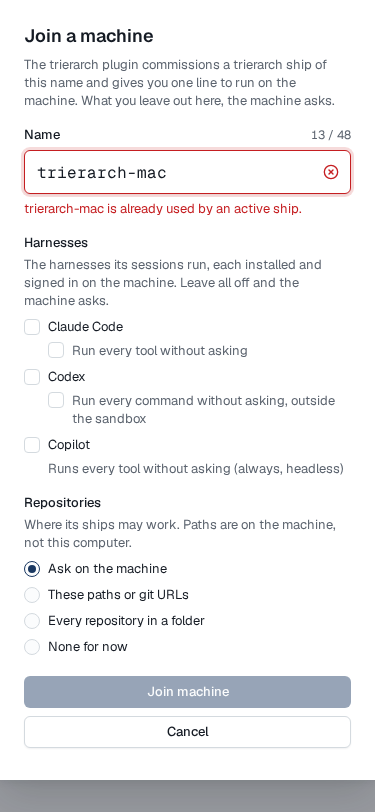 Join a machine
The trierarch plugin commissions a trierarch ship of
this name and gives you one line to run on the
machine. What you leave out here, the machine asks.
Name
13 / 48
trierarch-mac
trierarch-mac is already used by an active ship.
Harnesses
The harnesses its sessions run, each installed and
signed in on the machine. Leave all off and the
machine asks.
Claude Code
Run every tool without asking
Codex
Run every command without asking, outside
the sandbox
Copilot
Runs every tool without asking (always, headless)
Repositories
Where its ships may work. Paths are on the machine,
not this computer.
Ask on the machine
These paths or git URLs
Every repository in a folder
None for now
Join machine
Cancel